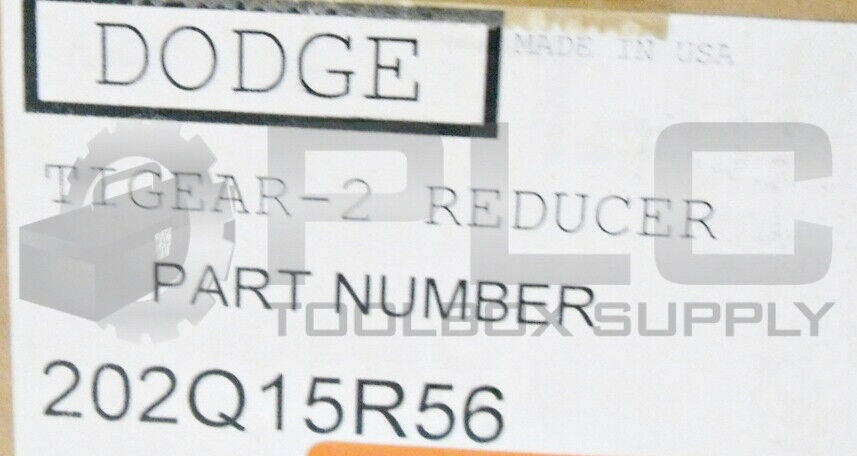 DODGE
MADE IN USA
TIGEAR-2 REDUCER
PART NUMBER
202Q15R56
PLC
TOOLBOX SUPPLY